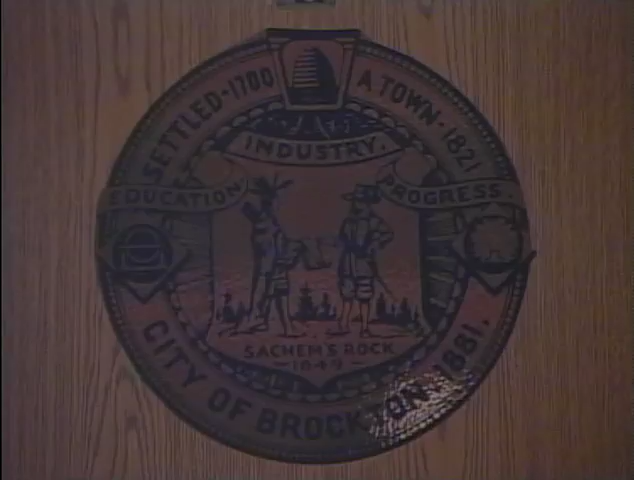 SETTLED·1700
A TOWN·1821
INDUSTRY.
EDUCATION
PROGRESS.
SACHEM'S ROCK
—1649—
CITY OF BROCKTON, 1881.